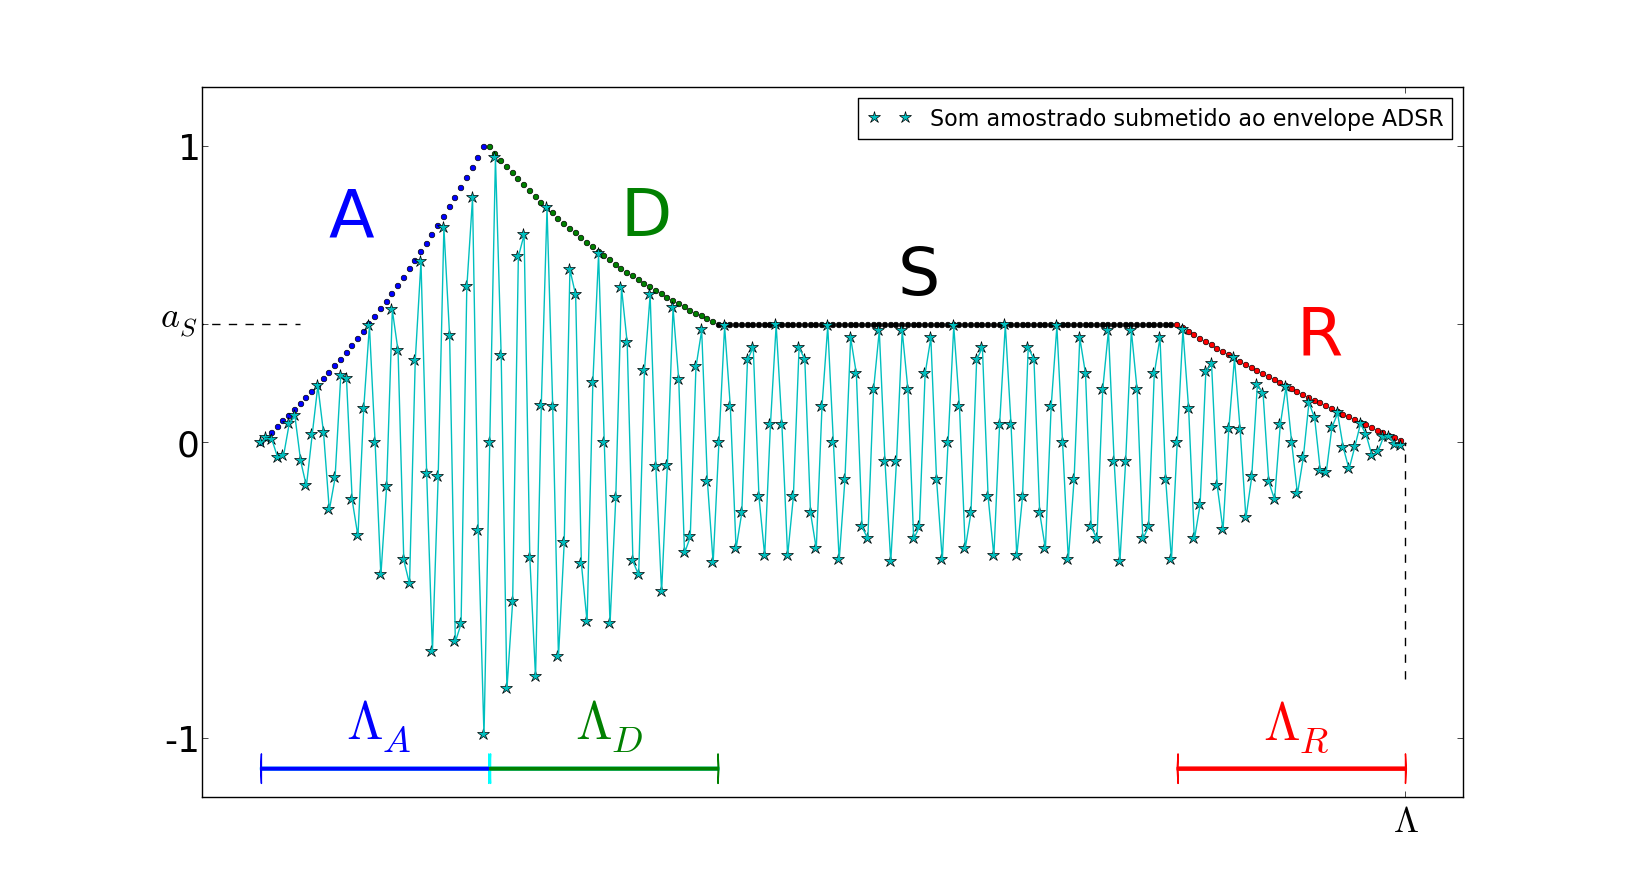 Som amostrado submetido ao envelope ADSR
1
A
D
S
a_S
R
0
Λ_A
Λ_D
Λ_R
-1
Λ